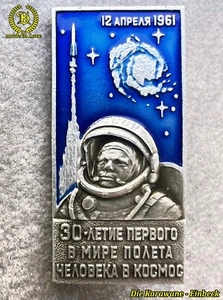 12 АПРЕЛЯ 1961
30-ЛЕТИЕ ПЕРВОГО
В МИРЕ ПОЛЕТА
ЧЕЛОВЕКА В КОСМОС
Die Karawane - Einbeck